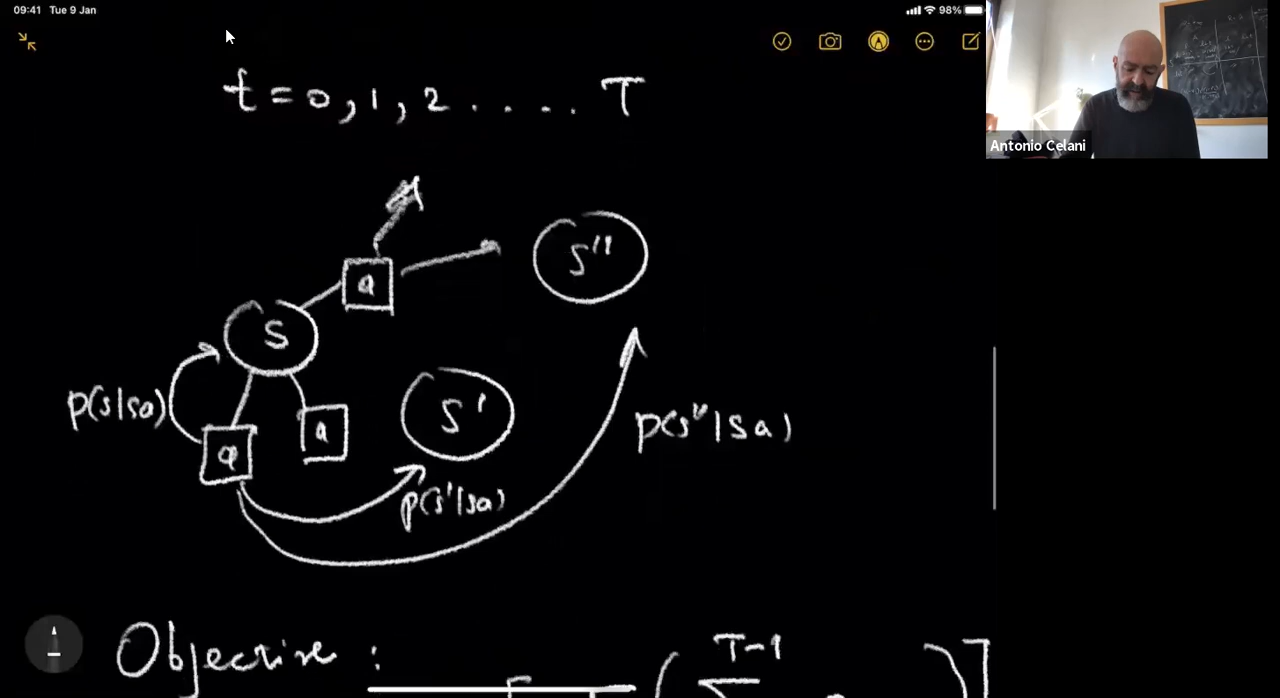 09:41 Tue 9 Jan
98%
Antonio Celani
t = 0, 1, 2 . . . . . T
a
s''
s
p(s|sa)
s'
a
a
p(s''|sa)
p(s'|sa)
T-1
Objective :